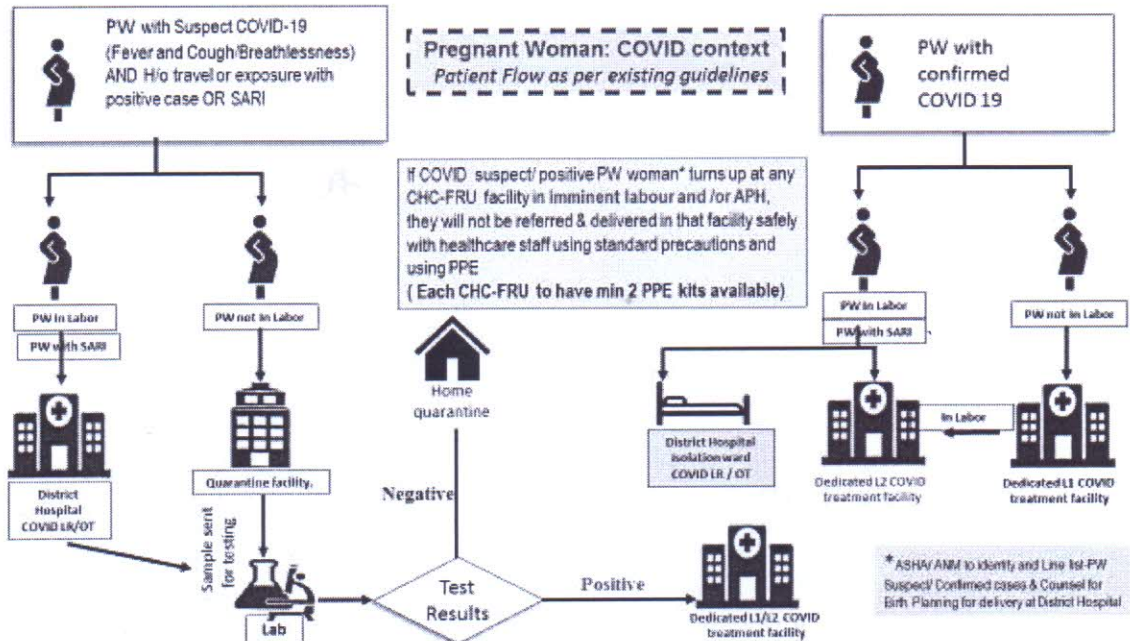 PW with Suspect COVID-19
(Fever and Cough/Breathlessness)
AND H/o travel or exposure with
positive case OR SARI
Pregnant Woman: COVID context
Patient Flow as per existing guidelines
PW with
confirmed
COVID 19
If COVID suspect/ positive PW woman* turns up at any
CHC-FRU facility in imminent labour and /or APH,
they will not be referred & delivered in that facility safely
with healthcare staff using standard precautions and
using PPE
( Each CHC-FRU to have min 2 PPE kits available)
PW in Labor
PW with SARI
PW not in Labor
PW in Labor
PW with SARI
PW not in Labor
Home
quarantine
District
Hospital
COVID LR/OT
Quarantine facility.
District Hospital
isolation ward
COVID LR / OT
In Labor
Dedicated L2 COVID
treatment facility
Dedicated L1 COVID
treatment facility
Negative
Sample sent
for testing
Lab
Test
Results
Positive
Dedicated L1/L2 COVID
treatment facility
* ASHA/ ANM to identify and Line list-PW
Suspect/ Confirmed cases & Counsel for
Birth Planning for delivery at District Hospital